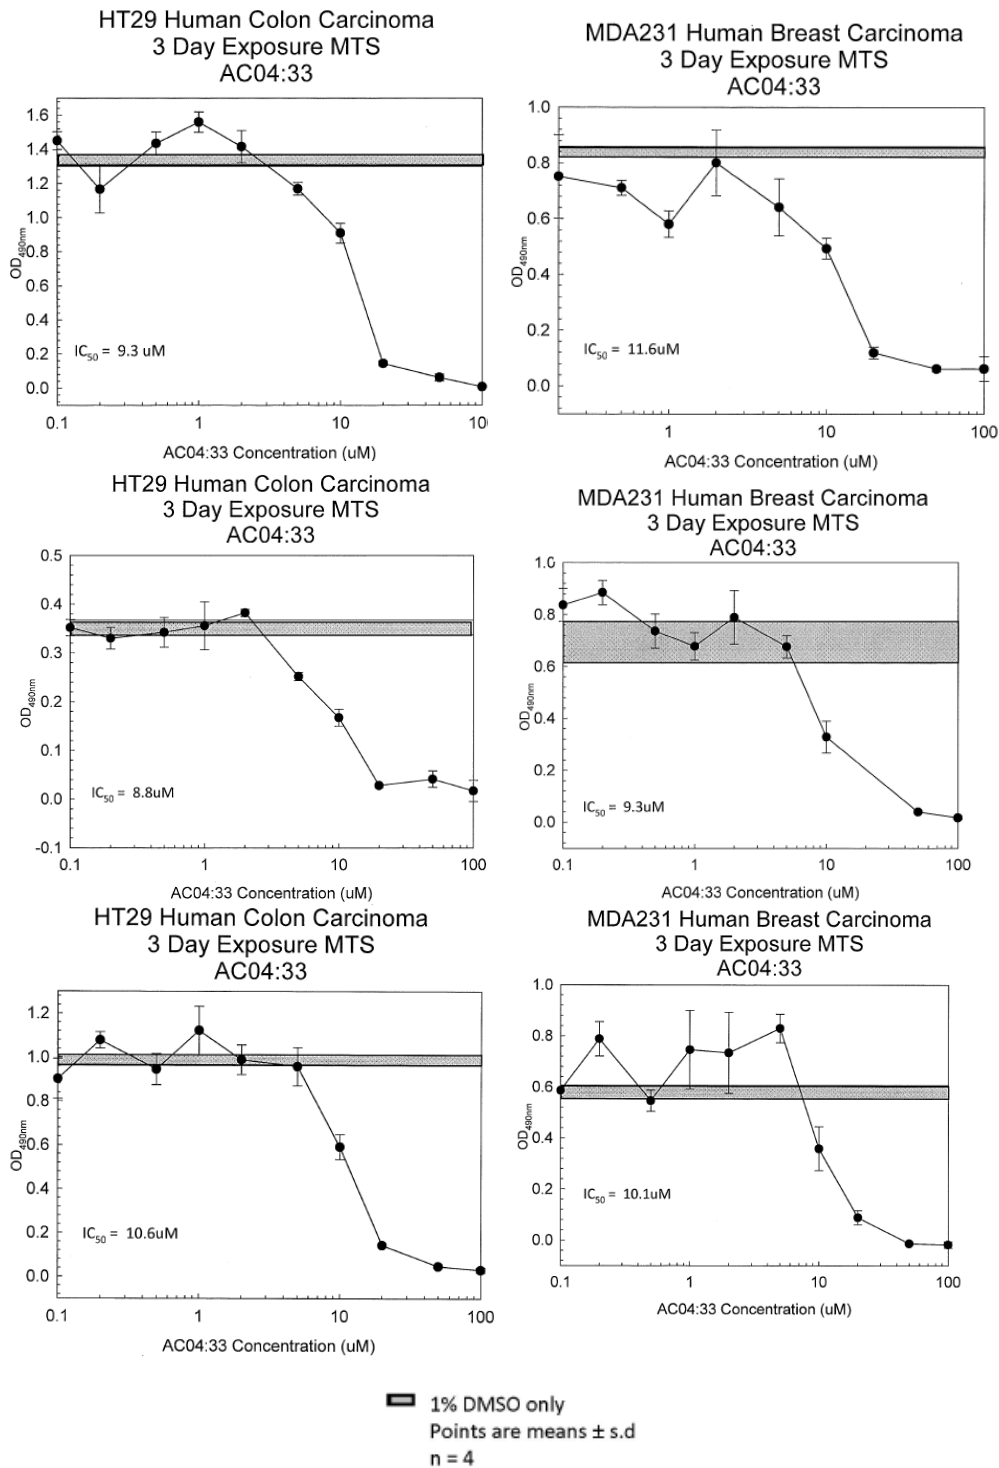 HT29 Human Colon Carcinoma
3 Day Exposure MTS
AC04:33
1.6
1.4
1.2
1.0
0.8
0.6
0.4
0.2
0.0
OD490nm
IC50 = 9.3 uM
0.1
1
10
10
AC04:33 Concentration (uM)
MDA231 Human Breast Carcinoma
3 Day Exposure MTS
AC04:33
1.0
0.8
0.6
0.4
0.2
0.0
OD490nm
IC50 = 11.6uM
1
10
100
AC04:33 Concentration (uM)
HT29 Human Colon Carcinoma
3 Day Exposure MTS
AC04:33
0.5
0.4
0.3
0.2
0.1
0.0
-0.1
OD490nm
IC50 = 8.8uM
0.1
1
10
100
AC04:33 Concentration (uM)
MDA231 Human Breast Carcinoma
3 Day Exposure MTS
AC04:33
1.0
0.8
0.6
0.4
0.2
0.0
OD490nm
IC50 = 9.3uM
0.1
1
10
100
AC04:33 Concentration (uM)
HT29 Human Colon Carcinoma
3 Day Exposure MTS
AC04:33
1.2
1.0
0.8
0.6
0.4
0.2
0.0
OD490nm
IC50 = 10.6uM
0.1
1
10
100
AC04:33 Concentration (uM)
MDA231 Human Breast Carcinoma
3 Day Exposure MTS
AC04:33
1.0
0.8
0.6
0.4
0.2
0.0
OD490nm
IC50 = 10.1uM
0.1
1
10
100
AC04:33 Concentration (uM)
1% DMSO only
Points are means ± s.d
n = 4